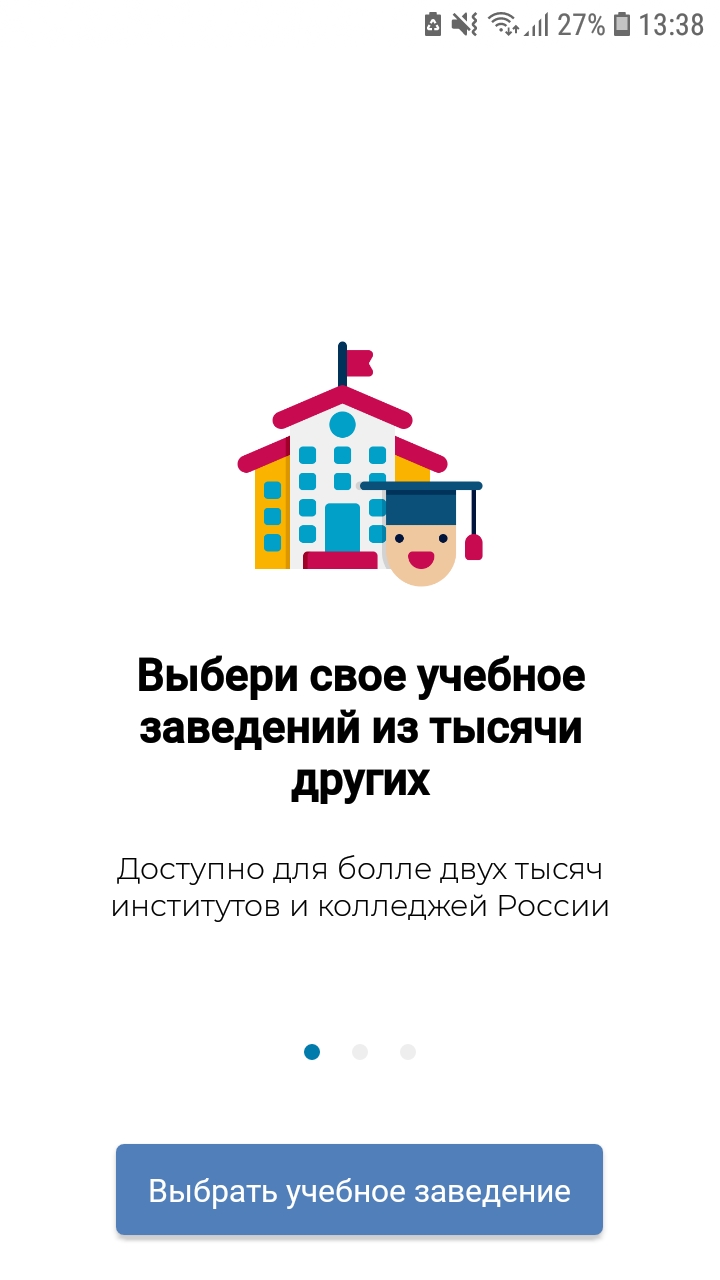 27% 13:38
Выбери свое учебное
заведений из тысячи
других
Доступно для болле двух тысяч
институтов и колледжей России
Выбрать учебное заведение